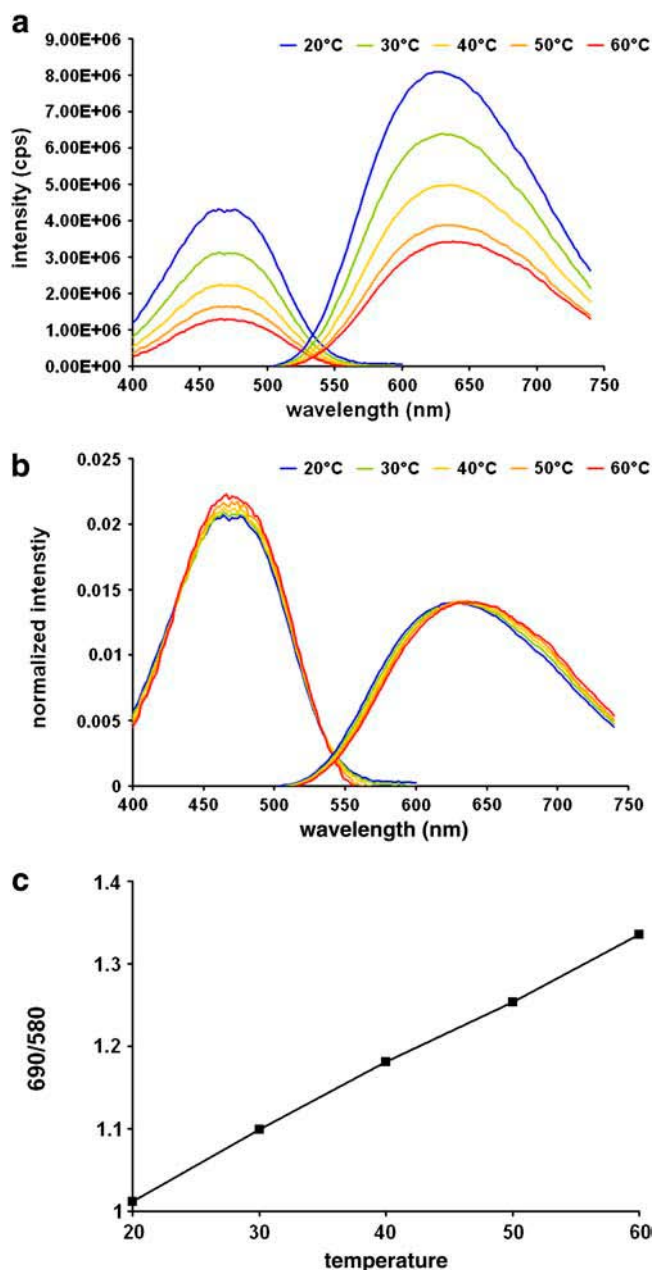 a
9.00E+06
20°C 30°C 40°C 50°C 60°C
8.00E+06
7.00E+06
6.00E+06
5.00E+06
4.00E+06
3.00E+06
2.00E+06
1.00E+06
0.00E+00
intensity (cps)
400 450 500 550 600 650 700 750
wavelength (nm)
b
0.025
20°C 30°C 40°C 50°C 60°C
0.02
0.015
0.01
0.005
0
normalized intenstiy
400 450 500 550 600 650 700 750
wavelength (nm)
c
1.4
1.3
1.2
1.1
1
690/580
20 30 40 50 60
temperature